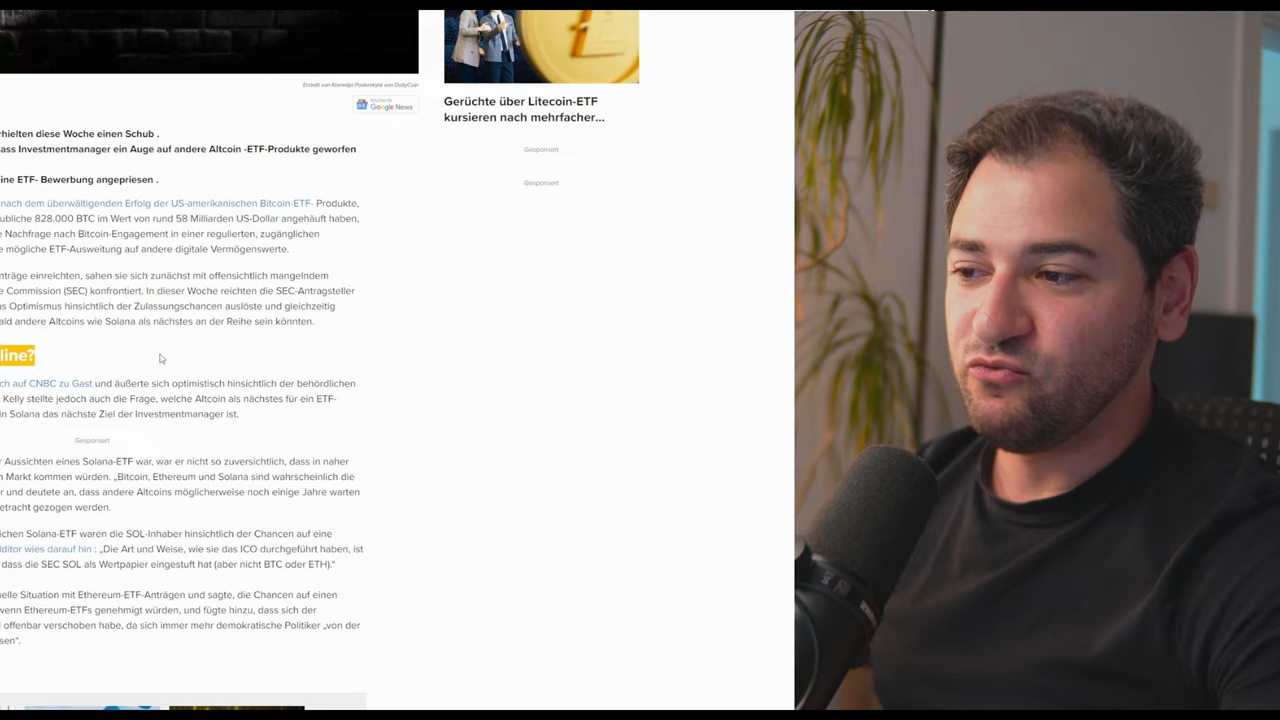 Erstellt von Kornelija Poderskytė von DailyCoin
FOLLOW ON
Google News
rhielten diese Woche einen Schub .
lass Investmentmanager ein Auge auf andere Altcoin -ETF-Produkte geworfen
ine ETF- Bewerbung angepriesen .
nach dem überwältigenden Erfolg der US-amerikanischen Bitcoin-ETF- Produkte,
ubliche 828.000 BTC im Wert von rund 58 Milliarden US-Dollar angehäuft haben,
e Nachfrage nach Bitcoin-Engagement in einer regulierten, zugänglichen
e mögliche ETF-Ausweitung auf andere digitale Vermögenswerte.
nträge einreichten, sahen sie sich zunächst mit offensichtlich mangelndem
e Commission (SEC) konfrontiert. In dieser Woche reichten die SEC-Antragsteller
as Optimismus hinsichtlich der Zulassungschancen auslöste und gleichzeitig
ald andere Altcoins wie Solana als nächstes an der Reihe sein könnten.
line?
ch auf CNBC zu Gast und äußerte sich optimistisch hinsichtlich der behördlichen
Kelly stellte jedoch auch die Frage, welche Altcoin als nächstes für ein ETF-
in Solana das nächste Ziel der Investmentmanager ist.
Gesponsert
r Aussichten eines Solana-ETF war, war er nicht so zuversichtlich, dass in naher
n Markt kommen würden. „Bitcoin, Ethereum und Solana sind wahrscheinlich die
r und deutete an, dass andere Altcoins möglicherweise noch einige Jahre warten
etracht gezogen werden.
ichen Solana-ETF waren die SOL-Inhaber hinsichtlich der Chancen auf eine
ditor wies darauf hin : „Die Art und Weise, wie sie das ICO durchgeführt haben, ist
dass die SEC SOL als Wertpapier eingestuft hat (aber nicht BTC oder ETH).“
uelle Situation mit Ethereum-ETF-Anträgen und sagte, die Chancen auf einen
wenn Ethereum-ETFs genehmigt würden, und fügte hinzu, dass sich der
offenbar verschoben habe, da sich immer mehr demokratische Politiker „von der
sen“.
Gerüchte über Litecoin-ETF
kursieren nach mehrfacher...
Gesponsert
Gesponsert